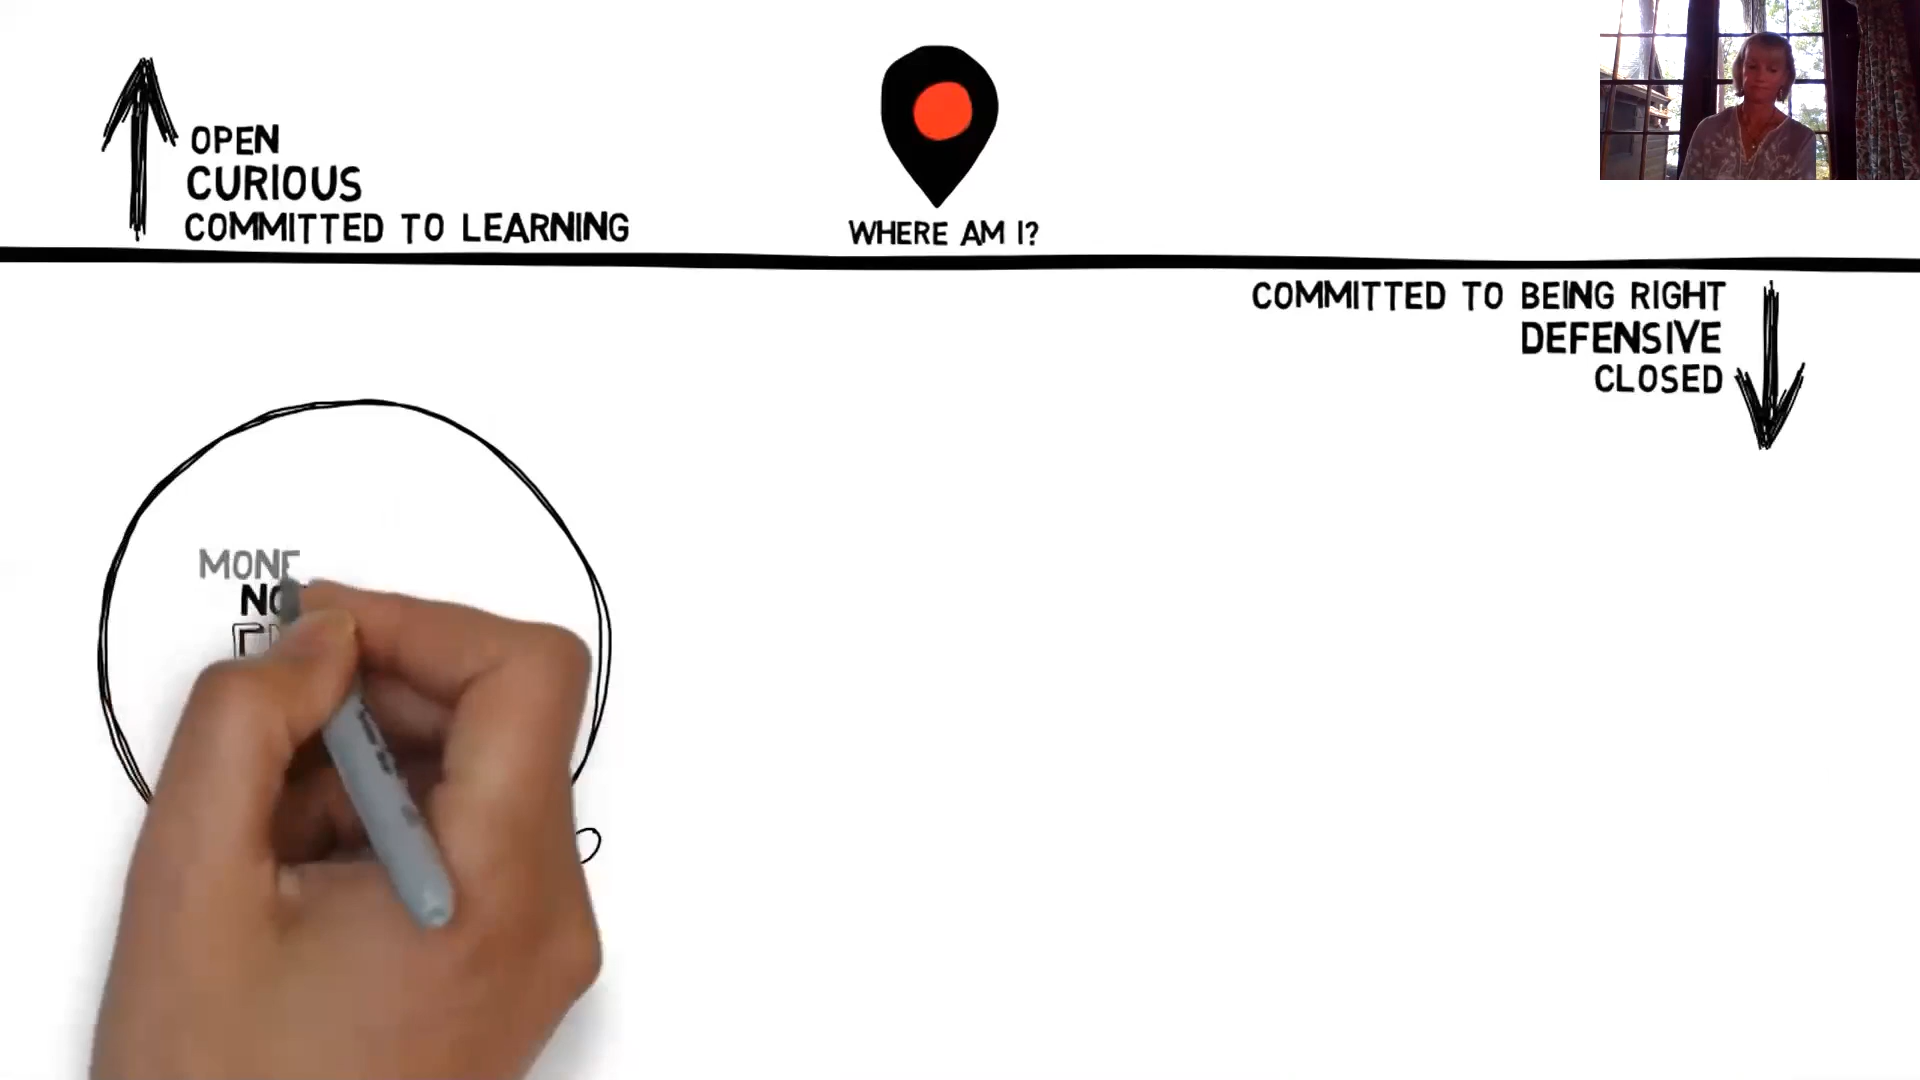 OPEN
CURIOUS
COMMITTED TO LEARNING
WHERE AM I?
COMMITTED TO BEING RIGHT
DEFENSIVE
CLOSED